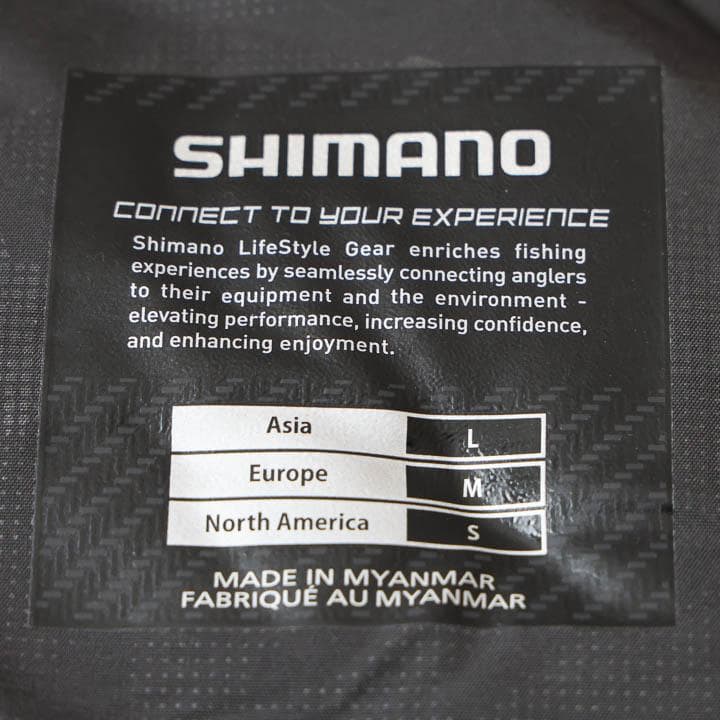 SHIMANO
CONNECT TO YOUR EXPERIENCE
Shimano LifeStyle Gear enriches fishing
experiences by seamlessly connecting anglers
to their equipment and the environment -
elevating performance, increasing confidence,
and enhancing enjoyment.
Asia L
Europe M
North America S
MADE IN MYANMAR
FABRIQUÉ AU MYANMAR